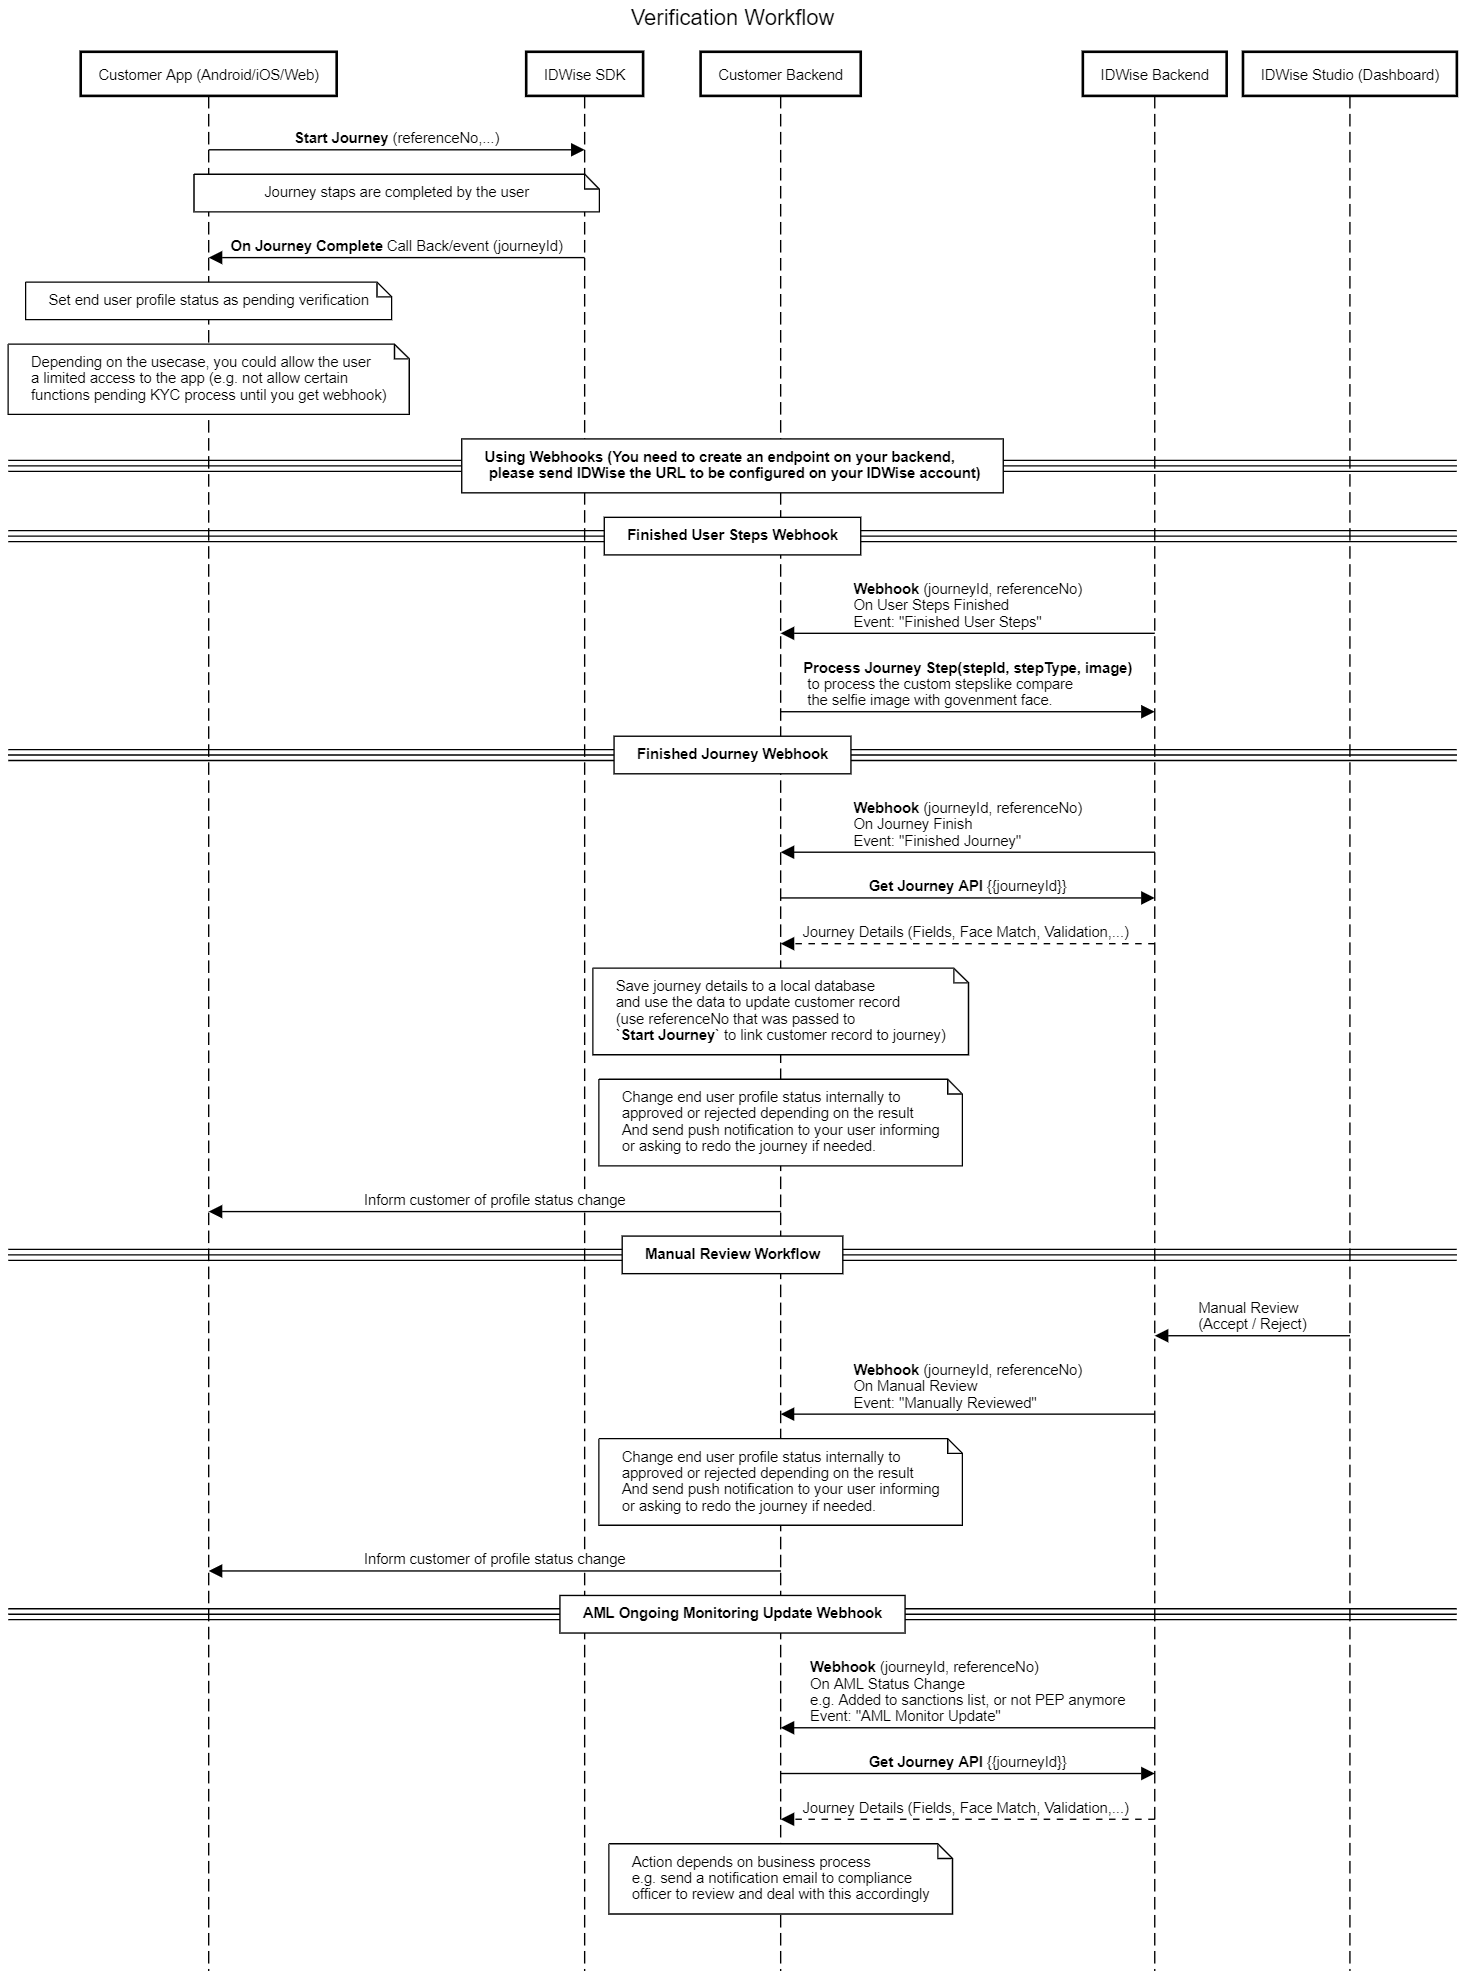 Verification Workflow
Customer App (Android/iOS/Web)
IDWise SDK
Customer Backend
IDWise Backend
IDWise Studio (Dashboard)
Start Journey (referenceNo,...)
Journey staps are completed by the user
On Journey Complete Call Back/event (journeyId)
Set end user profile status as pending verification
Depending on the usecase, you could allow the user
a limited access to the app (e.g. not allow certain
functions pending KYC process until you get webhook)
Using Webhooks (You need to create an endpoint on your backend,
please send IDWise the URL to be configured on your IDWise account)
Finished User Steps Webhook
Webhook (journeyId, referenceNo)
On User Steps Finished
Event: "Finished User Steps"
Process Journey Step(stepId, stepType, image)
to process the custom stepslike compare
the selfie image with govenment face.
Finished Journey Webhook
Webhook (journeyId, referenceNo)
On Journey Finish
Event: "Finished Journey"
Get Journey API {{journeyId}}
Journey Details (Fields, Face Match, Validation,...)
Save journey details to a local database
and use the data to update customer record
(use referenceNo that was passed to
`Start Journey` to link customer record to journey)
Change end user profile status internally to
approved or rejected depending on the result
And send push notification to your user informing
or asking to redo the journey if needed.
Inform customer of profile status change
Manual Review Workflow
Manual Review
(Accept / Reject)
Webhook (journeyId, referenceNo)
On Manual Review
Event: "Manually Reviewed"
Change end user profile status internally to
approved or rejected depending on the result
And send push notification to your user informing
or asking to redo the journey if needed.
Inform customer of profile status change
AML Ongoing Monitoring Update Webhook
Webhook (journeyId, referenceNo)
On AML Status Change
e.g. Added to sanctions list, or not PEP anymore
Event: "AML Monitor Update"
Get Journey API {{journeyId}}
Journey Details (Fields, Face Match, Validation,...)
Action depends on business process
e.g. send a notification email to compliance
officer to review and deal with this accordingly